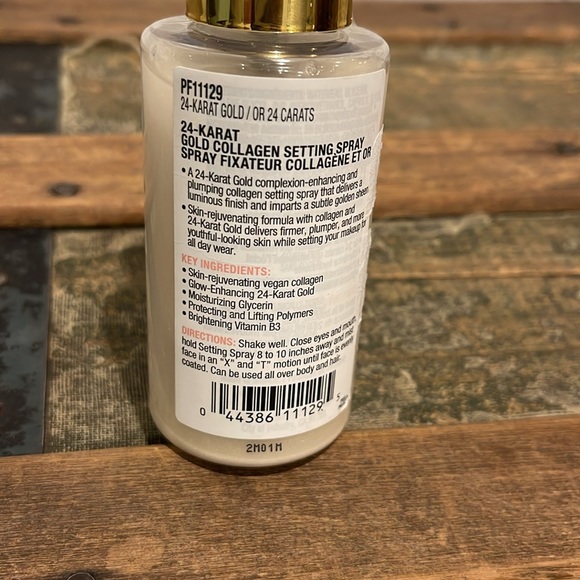 PF11129
24-KARAT GOLD / OR 24 CARATS
24-KARAT
GOLD COLLAGEN SETTING SPRAY
SPRAY FIXATEUR COLLAGÈNE ET OR
• A 24-Karat Gold complexion-enhancing and
plumping collagen setting spray that delivers a
luminous finish and imparts a subtle golden sheen
• Skin-rejuvenating formula with collagen and
24-Karat Gold delivers firmer, plumper, and more
youthful-looking skin while setting your makeup for
all day wear.
KEY INGREDIENTS:
• Skin-rejuvenating vegan collagen
• Glow-Enhancing 24-Karat Gold
• Moisturizing Glycerin
• Protecting and Lifting Polymers
• Brightening Vitamin B3
DIRECTIONS: Shake well. Close eyes and mouth,
hold Setting Spray 8 to 10 inches away and mist
face in an "X" and "T" motion until face is evenly
coated. Can be used all over body and hair.
0 44386 11129 5
2M01M